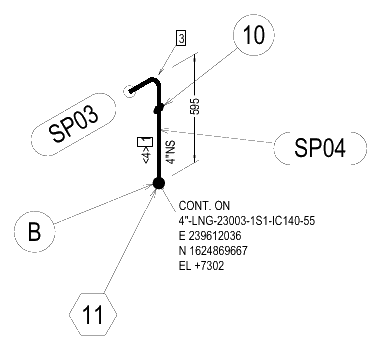 3
10
SP03
595
<4>
1
4"NS
SP04
CONT. ON
4"-LNG-23003-1S1-IC140-55
E 239612036
N 1624869667
EL +7302
B
11